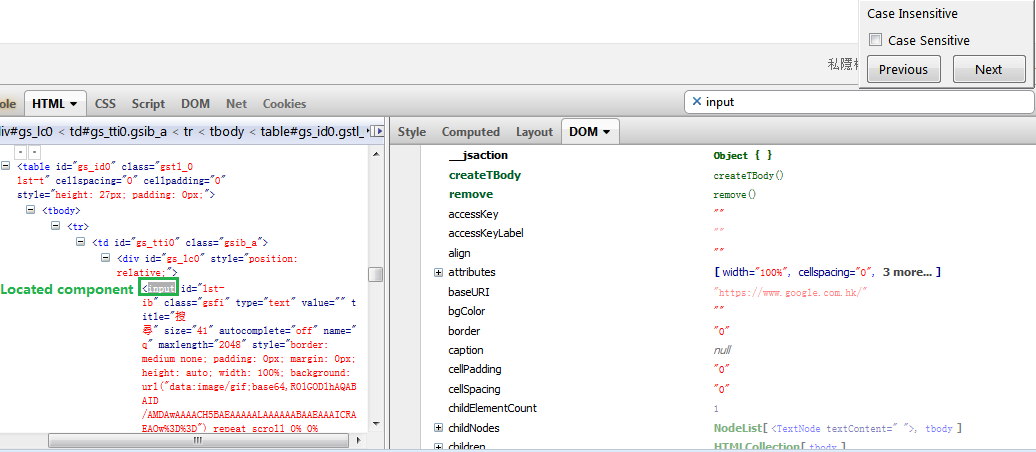 Case Insensitive
Case Sensitive
Previous Next
私隱
ole HTML CSS Script DOM Net Cookies
input
div#gs_lc0 < td#gs_tti0.gsib_a < tr < tbody < table#gs_id0.gstl_
Style Computed Layout DOM
<table id="gs_id0" class="gstl_0
lst-t" cellspacing="0" cellpadding="0"
style="height: 27px; padding: 0px;">
<tbody>
<tr>
<td id="gs_tti0" class="gsib_a">
<div id="gs_lc0" style="position:
relative;">
Located component
<input id="lst-
ib" class="gsfi" type="text" value="" t
itle="搜
尋" size="41" autocomplete="off" name="
q" maxlength="2048" style="border:
medium none; padding: 0px; margin: 0px;
height: auto; width: 100%; background:
url("data:image/gif;base64,R0lGODlhAQAB
AID
/AMDAwAAAACH5BAEAAAAALAAAAAABAAEAAAICRA
EAOw%3D%3D") repeat scroll 0% 0%
__jsaction Object { }
createTBody createTBody()
remove remove()
accessKey ""
accessKeyLabel ""
align ""
attributes [ width="100%", cellspacing="0", 3 more... ]
baseURI "https://www.google.com.hk/"
bgColor ""
border "0"
caption null
cellPadding "0"
cellSpacing "0"
childElementCount 1
childNodes NodeList[ <TextNode textContent=" ">, tbody ]
children HTMLCollection[ tbody ]